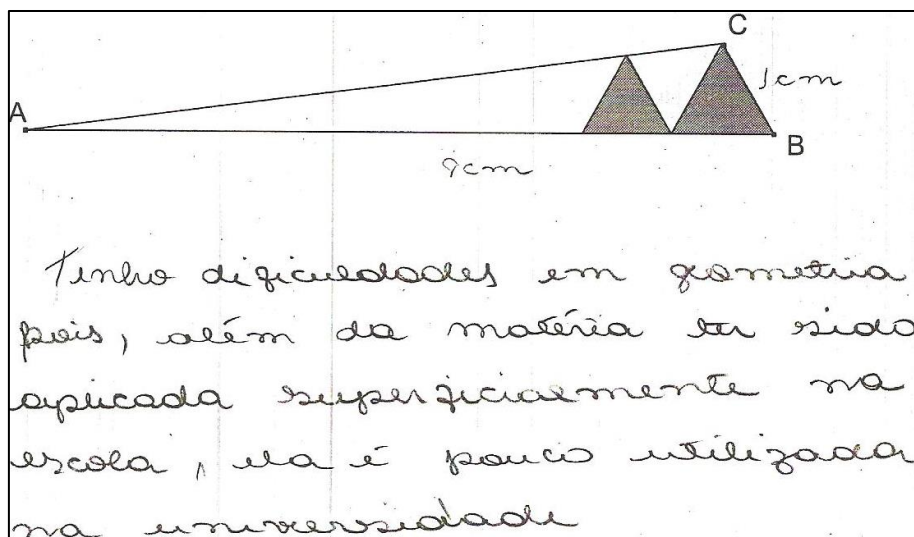 C
A
1cm
B
9cm
Tenho dificuldades em geometria
pois, além da matéria ter sido
aplicada superficialmente na
escola, ela é pouco utilizada
na universidade